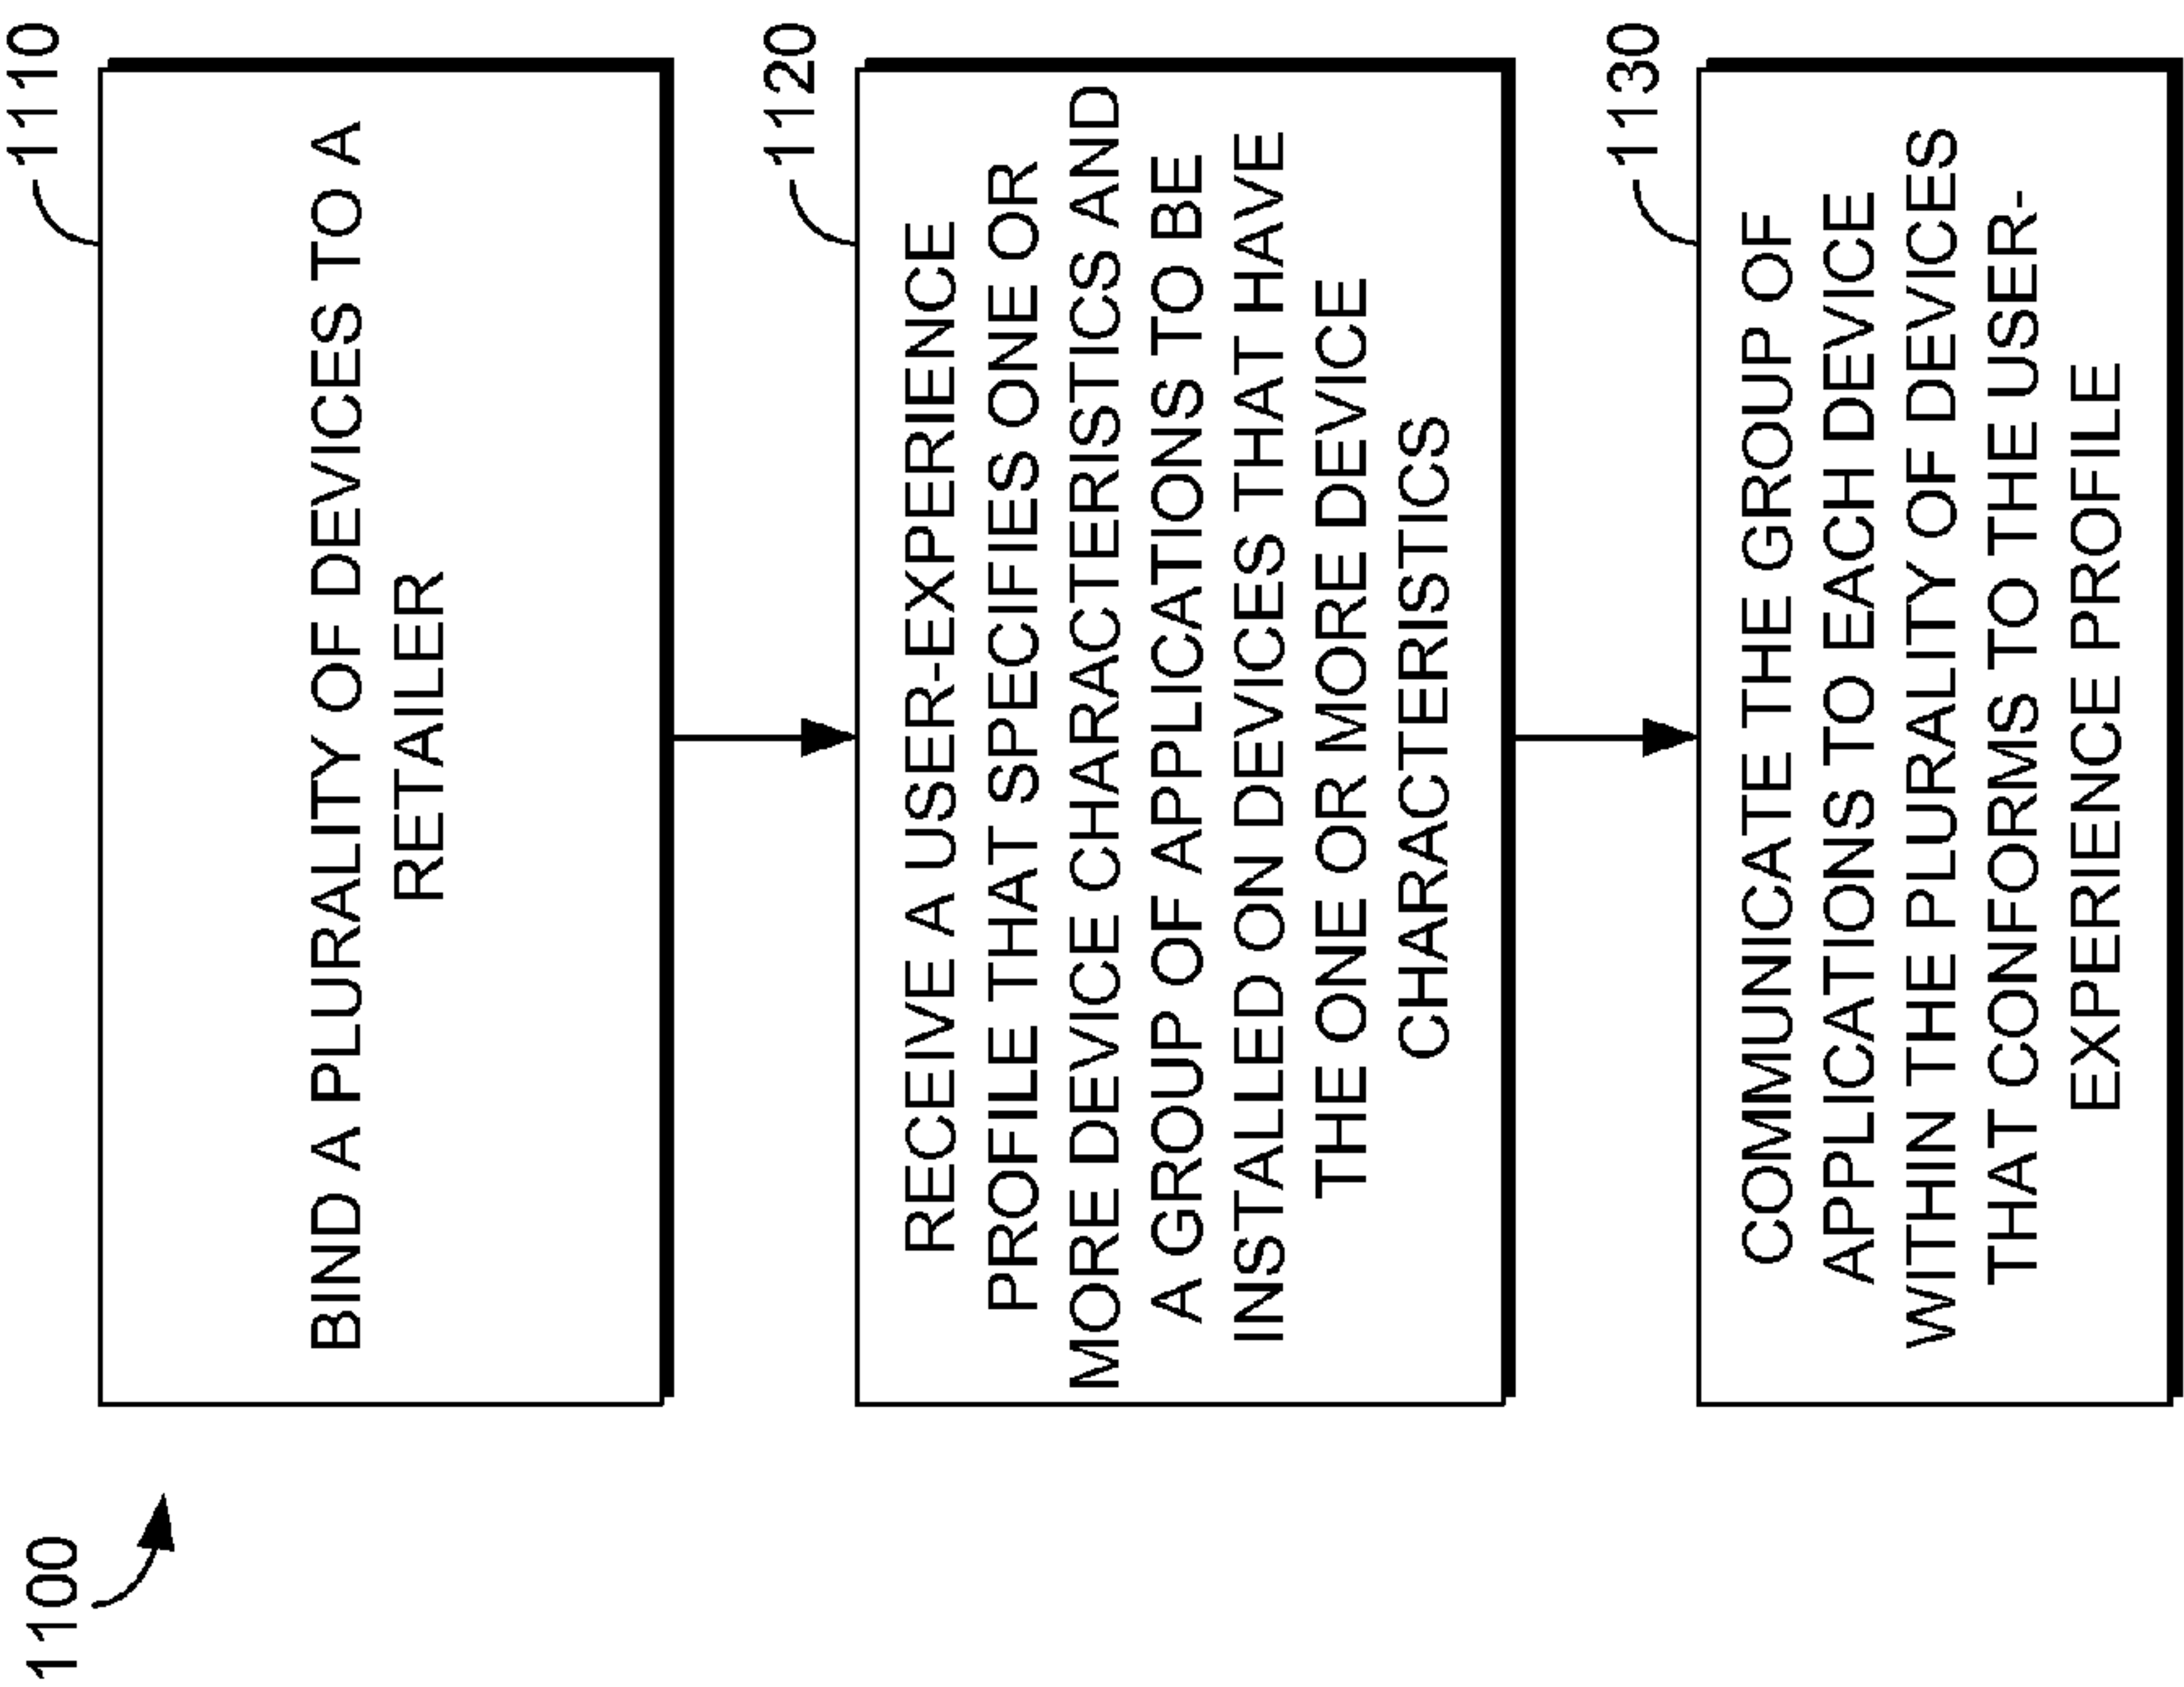 1100
1110
BIND A PLURALITY OF DEVICES TO A
RETAILER
1120
RECEIVE A USER-EXPERIENCE
PROFILE THAT SPECIFIES ONE OR
MORE DEVICE CHARACTERISTICS AND
A GROUP OF APPLICATIONS TO BE
INSTALLED ON DEVICES THAT HAVE
THE ONE OR MORE DEVICE
CHARACTERISTICS
1130
COMMUNICATE THE GROUP OF
APPLICATIONS TO EACH DEVICE
WITHIN THE PLURALITY OF DEVICES
THAT CONFORMS TO THE USER-
EXPERIENCE PROFILE